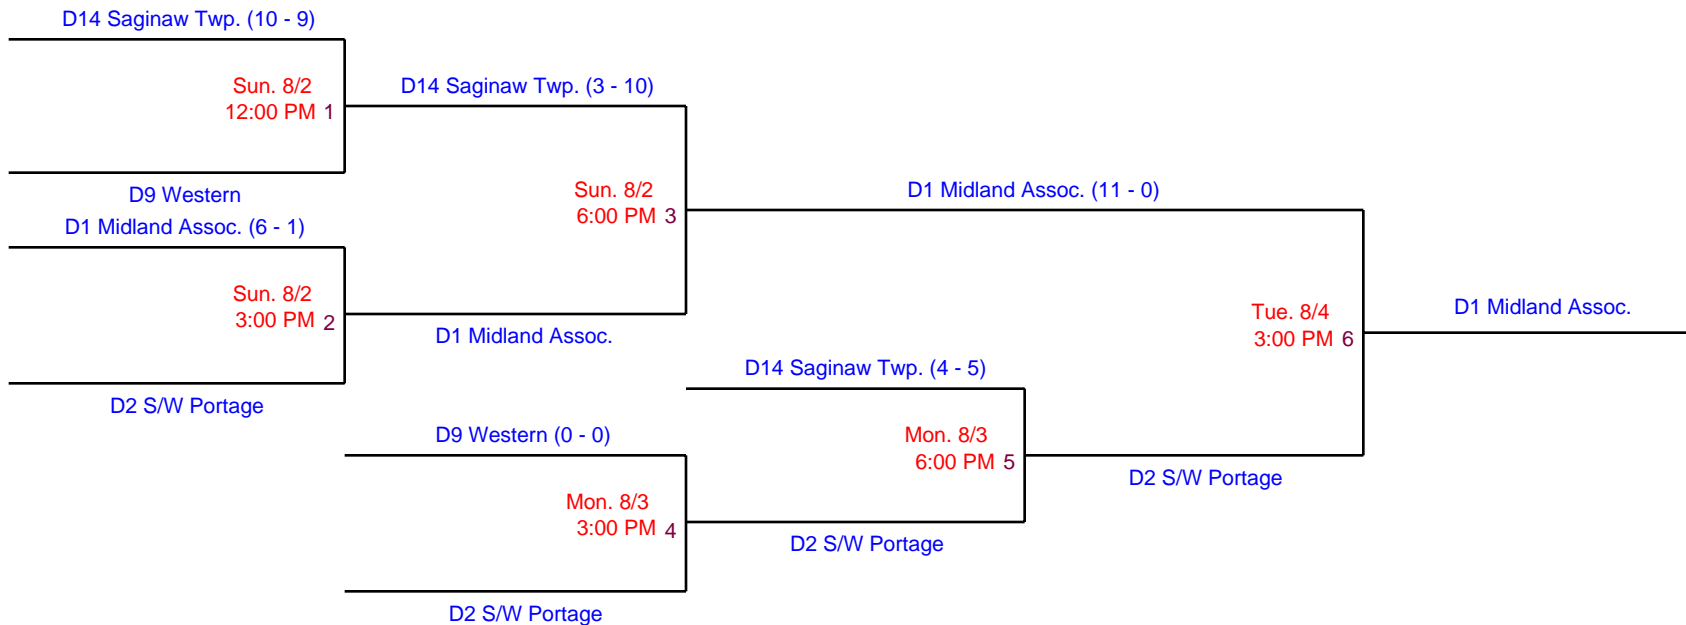 D14 Saginaw Twp. (10 - 9)
Sun. 8/2
12:00 PM 1
D9 Western
D14 Saginaw Twp. (3 - 10)
Sun. 8/2
6:00 PM 3
D1 Midland Assoc. (6 - 1)
Sun. 8/2
3:00 PM 2
D2 S/W Portage
D1 Midland Assoc.
D1 Midland Assoc. (11 - 0)
Tue. 8/4
3:00 PM 6
D1 Midland Assoc.
D14 Saginaw Twp. (4 - 5)
Mon. 8/3
6:00 PM 5
D2 S/W Portage
D9 Western (0 - 0)
Mon. 8/3
3:00 PM 4
D2 S/W Portage
D2 S/W Portage